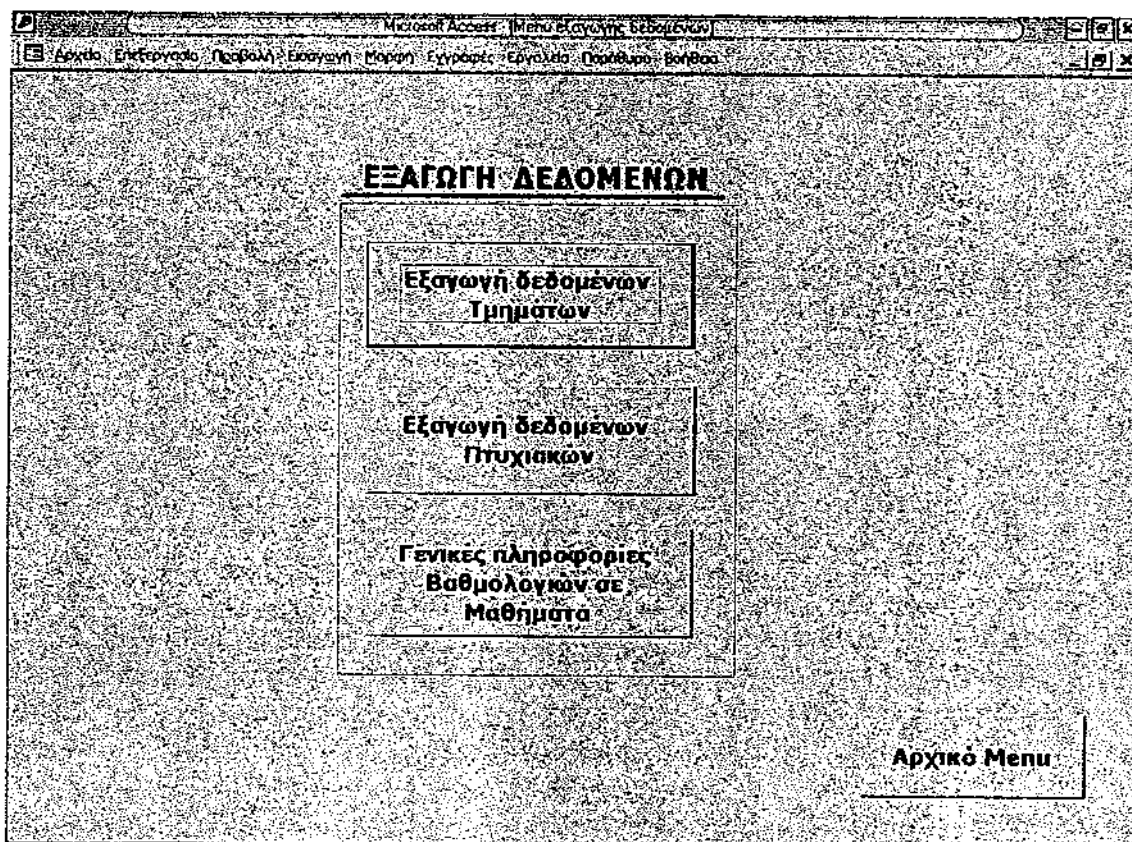 Microsoft Access - [Menu εξαγωγής δεδομένων]
Αρχείο Επεξεργασία Προβολή Εισαγωγή Μορφή Εγγραφές Εργαλεία Παράθυρο Βοήθεια
ΕΞΑΓΩΓΗ ΔΕΔΟΜΕΝΩΝ
Εξαγωγή δεδομένων
Τμημάτων
Εξαγωγή δεδομένων
Πτυχιακών
Γενικές πληροφορίες
Βαθμολογιών σε
Μαθήματα
Αρχικό Menu